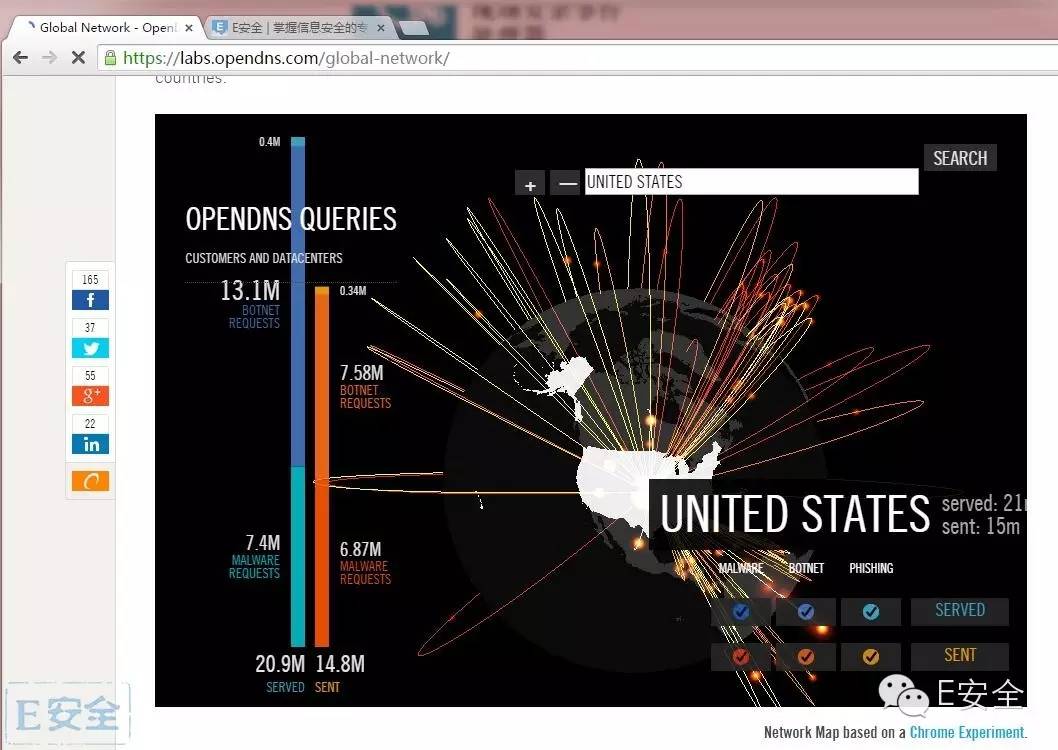 Global Network - OpenD
E安全 | 掌握信息安全的专
https://labs.opendns.com/global-network/
countries.
165
37
55
22
0.4M
+
—
UNITED STATES
SEARCH
OPENDNS QUERIES
CUSTOMERS AND DATACENTERS
13.1M
BOTNET
REQUESTS
0.34M
7.58M
BOTNET
REQUESTS
7.4M
MALWARE
REQUESTS
6.87M
MALWARE
REQUESTS
20.9M
SERVED
14.8M
SENT
UNITED STATES
served: 21m
sent: 15m
MALWARE BOTNET PHISHING
SERVED
SENT
E安全
E安全
Network Map based on a Chrome Experiment.